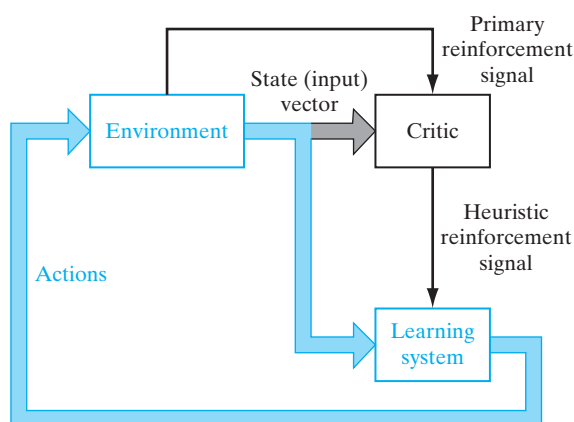 Primary
reinforcement
signal
State (input)
vector
Environment
Critic
Heuristic
reinforcement
signal
Actions
Learning
system